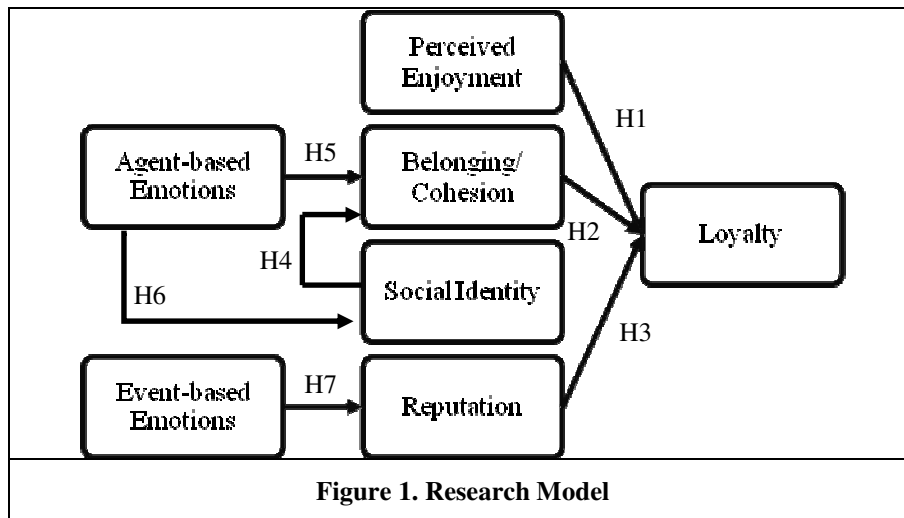 Perceived
Enjoyment
H1
Agent-based
Emotions
H5
Belonging/
Cohesion
H2
Loyalty
H4
Social Identity
H6
H3
Event-based
Emotions
H7
Reputation
Figure 1. Research Model